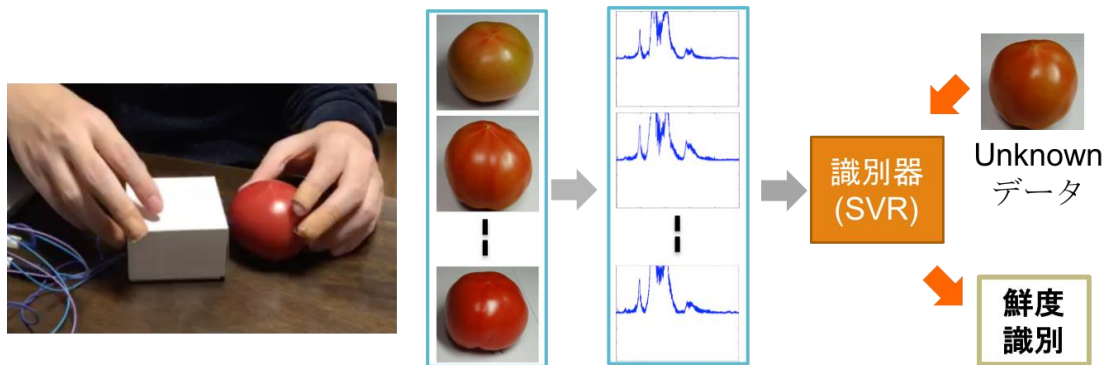 識別器
(SVR)
Unknown
データ
鮮度
識別